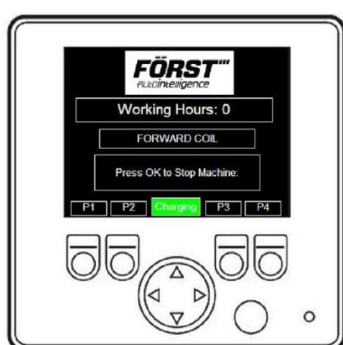 FÖRST
Autointelligence
Working Hours: 0
FORWARD COIL
Press OK to Stop Machine:
P1 P2 Charging P3 P4